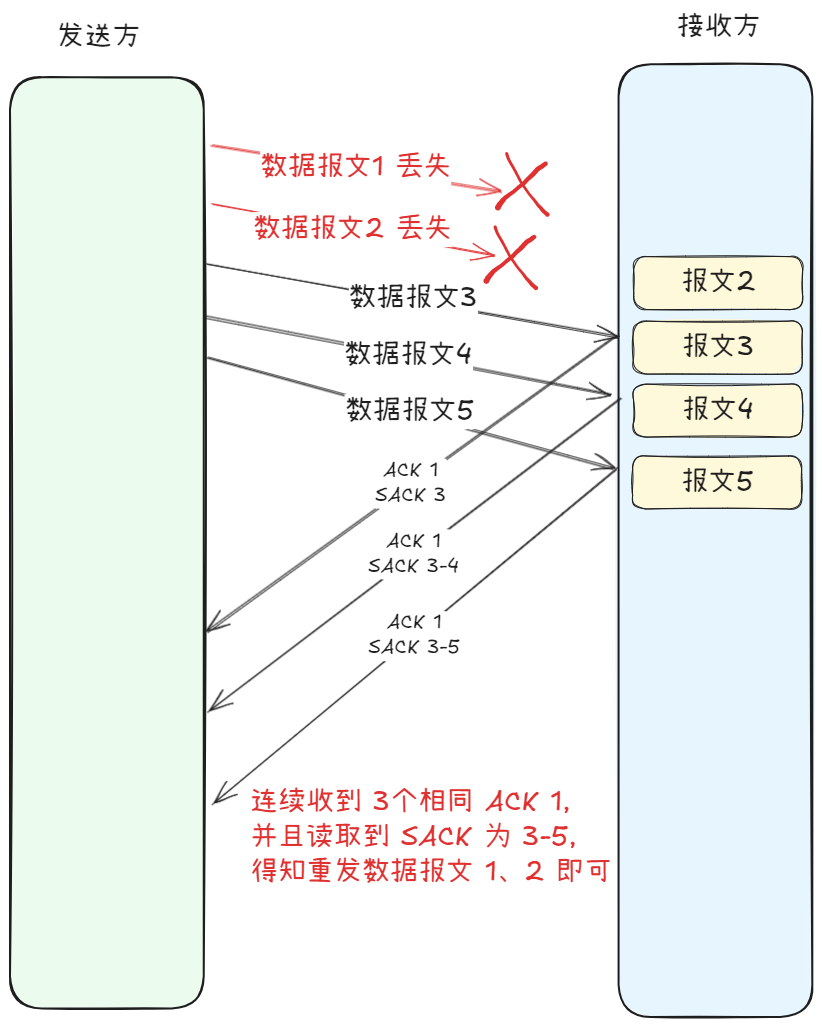 发送方
接收方
数据报文1 丢失
数据报文2 丢失
报文2
数据报文3
报文3
数据报文4
报文4
数据报文5
报文5
ACK 1
SACK 3
ACK 1
SACK 3-4
ACK 1
SACK 3-5
连续收到 3个相同 ACK 1,
并且读取到 SACK 为 3-5,
得知重发数据报文 1、2 即可